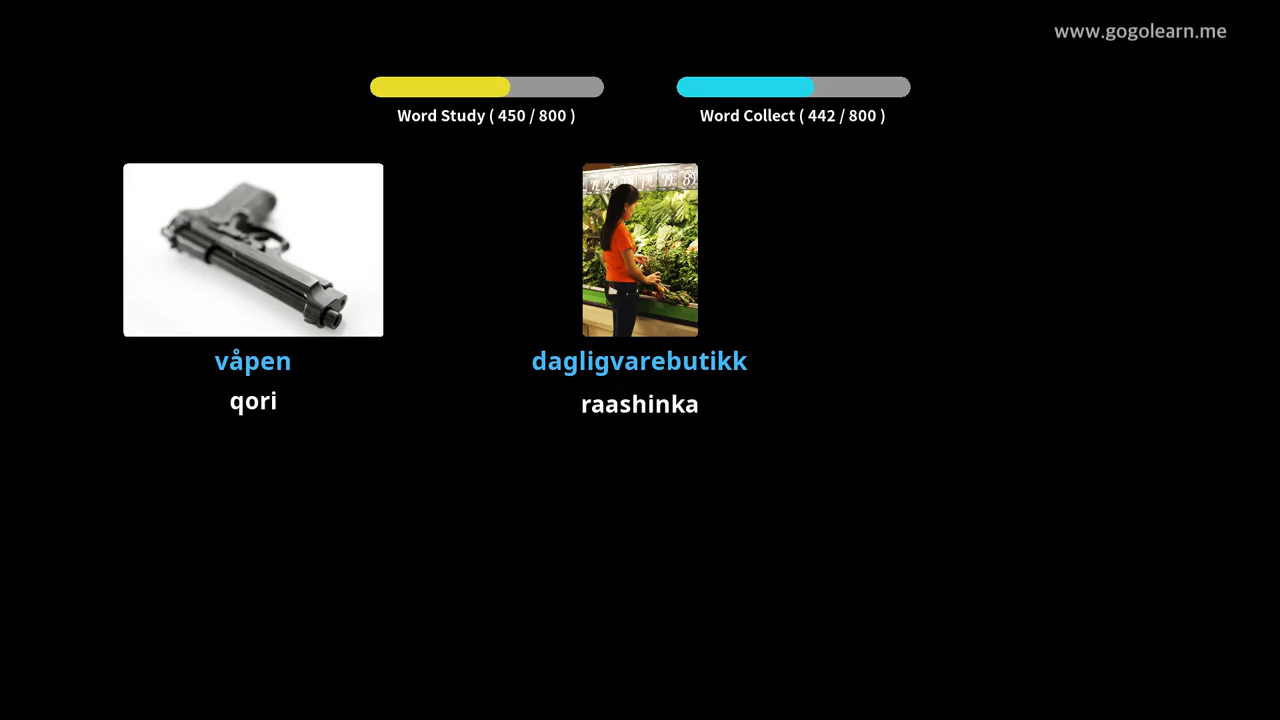 www.gogolearn.me
Word Study ( 450 / 800 )
Word Collect ( 442 / 800 )
våpen
qori
dagligvarebutikk
raashinka